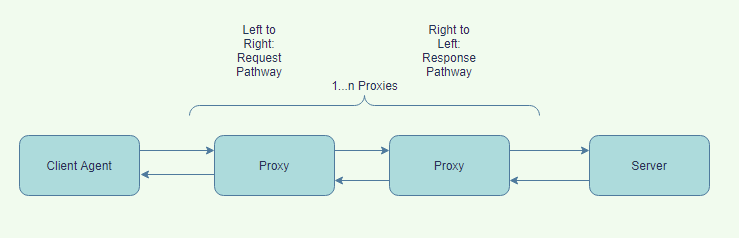 Left to
Right:
Request
Pathway
Right to
Left:
Response
Pathway
1...n Proxies
Client Agent
Proxy
Proxy
Server